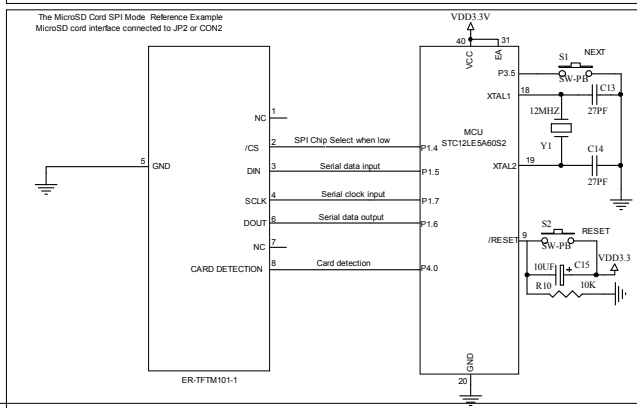 The MicroSD Cord SPI Mode Reference Example
MicroSD cord interface connected to JP2 or CON2
VDD3.3V
40
31
VCC
EA
S1
NEXT
P3.5
SW-PB
XTAL1
18
C13
12MHZ
27PF
Y1
MCU
STC12LE5A60S2
XTAL2
19
C14
27PF
NC
1
/CS
2
SPI Chip Select when low
P1.4
5
GND
DIN
3
Serial data input
P1.5
SCLK
4
Serial clock input
P1.7
DOUT
6
Serial data output
P1.6
NC
7
CARD DETECTION
8
Card detection
P4.0
/RESET
9
S2
RESET
SW-PB
VDD3.3
10UF
+
C15
R10
10K
GND
20
ER-TFTM101-1